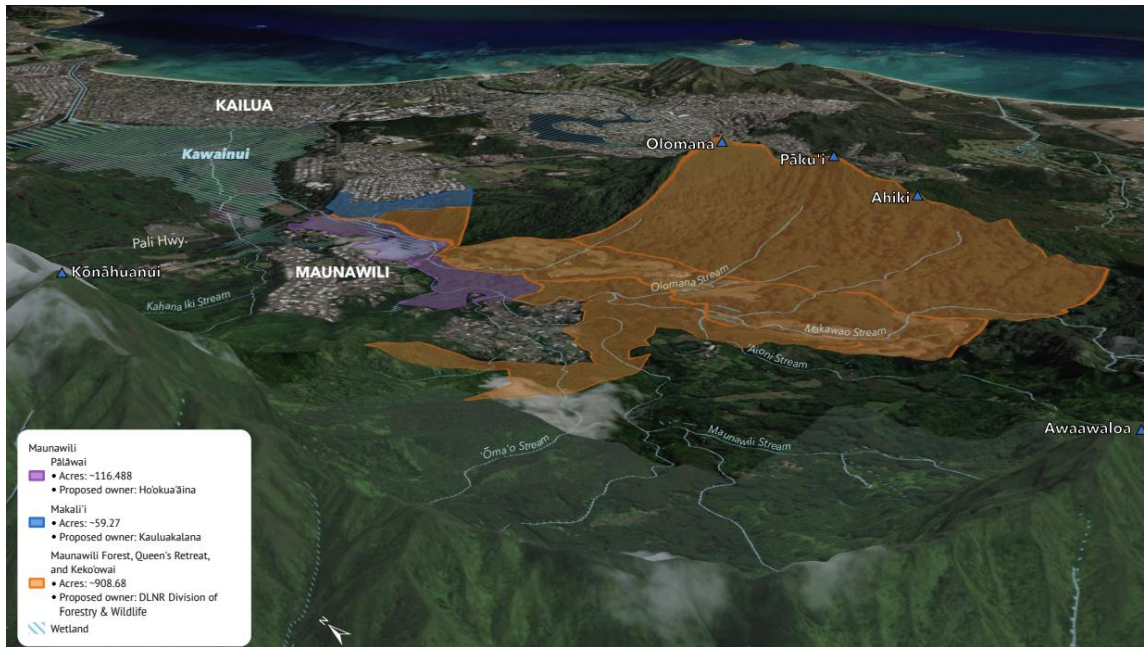 KAILUA
Kawainui
Olomana
Pāku'i
Ahiki
Pali Hwy.
MAUNAWILI
Kōnāhuanui
Kahana Iki Stream
Olomana Stream
Makawao Stream
'Aioni Stream
Awaawaloa
Maunawili Stream
'Ōma'o Stream
Maunawili
Pālāwai
• Acres: ~116.488
• Proposed owner: Ho'okua'āina
Makali'i
• Acres: ~59.27
• Proposed owner: Kauluakalana
Maunawili Forest, Queen's Retreat,
and Keko'owai
• Acres: ~908.68
• Proposed owner: DLNR Division of
Forestry & Wildlife
Wetland
N